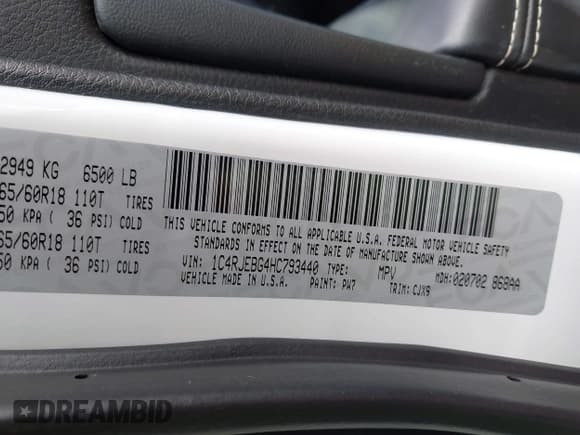 2949 KG 6500 LB
65/60R18 110T TIRES
50 KPA ( 36 PSI) COLD
65/60R18 110T TIRES
50 KPA ( 36 PSI) COLD
THIS VEHICLE CONFORMS TO ALL APPLICABLE U.S.A. FEDERAL MOTOR VEHICLE SAFETY
STANDARDS IN EFFECT ON THE DATE OF MANUFACTURE SHOWN ABOVE.
VIN: 1C4RJEBG4HC793440 TYPE: MPV MDH: 020702 868AA
VEHICLE MADE IN U.S.A. PAINT: PW7 TRIM: CJX9
DREAMBID